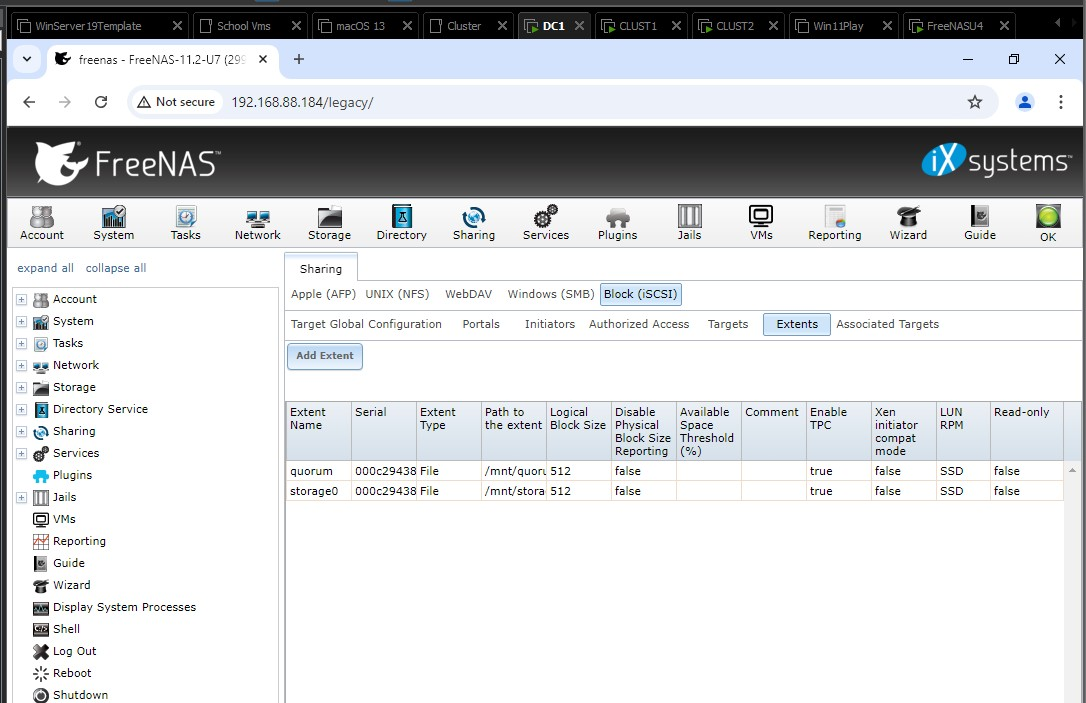 WinServer19Template School Vms macOS 13 Cluster DC1 CLUST1 CLUST2 Win11Play FreeNASU4
freenas - FreeNAS-11.2-U7 (299
Not secure 192.168.88.184/legacy/
FreeNAS™ iXsystems™
Account System Tasks Network Storage Directory Sharing Services Plugins Jails VMs Reporting Wizard Guide OK
expand all collapse all
Account
System
Tasks
Network
Storage
Directory Service
Sharing
Services
Plugins
Jails
VMs
Reporting
Guide
Wizard
Display System Processes
Shell
Log Out
Reboot
Shutdown
Sharing
Apple (AFP) UNIX (NFS) WebDAV Windows (SMB) Block (iSCSI)
Target Global Configuration Portals Initiators Authorized Access Targets Extents Associated Targets
Add Extent
Extent Name Serial Extent Type Path to the extent Logical Block Size Disable Physical Block Size Reporting Available Space Threshold (%) Comment Enable TPC Xen initiator compat mode LUN RPM Read-only
quorum 000c29438 File /mnt/quoru 512 false true false SSD false
storage0 000c29438 File /mnt/stora 512 false true false SSD false